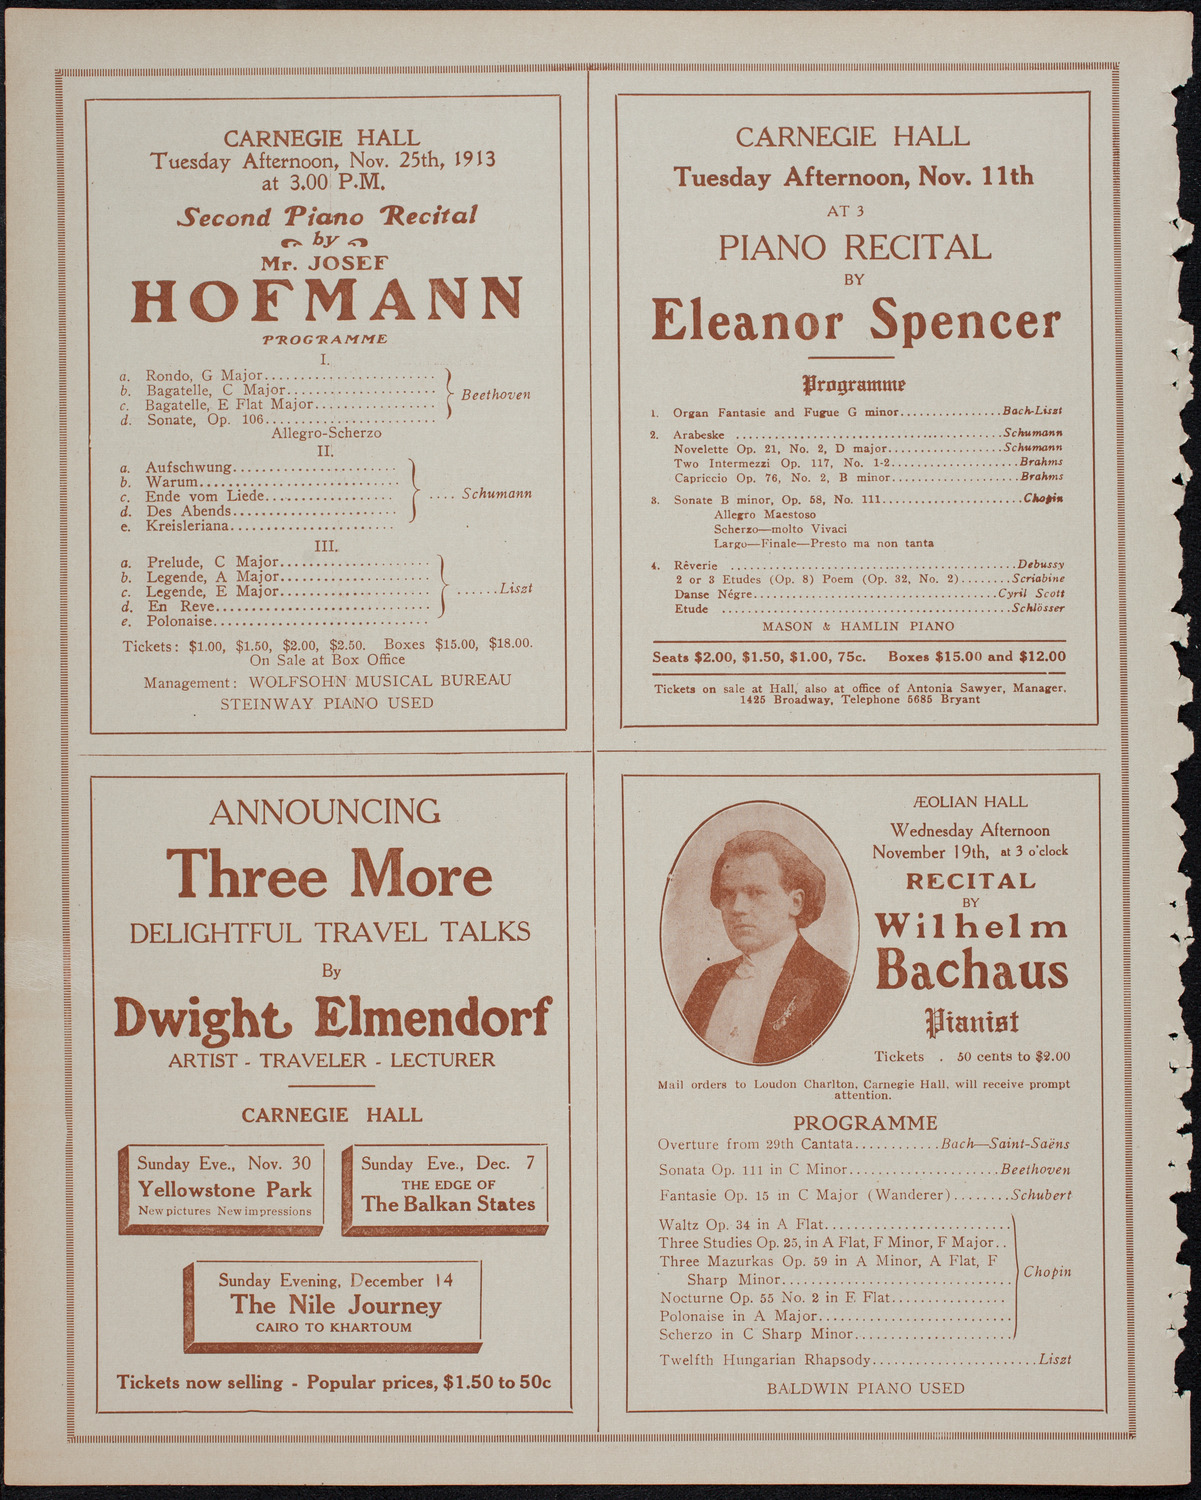 CARNEGIE HALL
Tuesday Afternoon, Nov. 25th, 1913
at 3.00 P.M.
Second Piano Recital
by
Mr. JOSEF
HOFMANN
PROGRAMME
I.
a. Rondo, G Major........................
b. Bagatelle, C Major.....................
c. Bagatelle, E Flat Major................. Beethoven
d. Sonate, Op. 106........................
Allegro-Scherzo
II.
a. Aufschwung.......................
b. Warum...........................
c. Ende vom Liede................... .... Schumann
d. Des Abends.......................
e. Kreisleriana.......................
III.
a. Prelude, C Major.....................
b. Legende, A Major.....................
c. Legende, E Major..................... ......Liszt
d. En Reve..............................
e. Polonaise..............................
Tickets: $1.00, $1.50, $2.00, $2.50. Boxes $15.00, $18.00.
On Sale at Box Office
Management: WOLFSOHN MUSICAL BUREAU
STEINWAY PIANO USED
CARNEGIE HALL
Tuesday Afternoon, Nov. 11th
AT 3
PIANO RECITAL
BY
Eleanor Spencer
Programme
1. Organ Fantasie and Fugue G minor................Bach-Liszt
2. Arabeske ......................................Schumann
Novelette Op. 21, No. 2, D major..................Schumann
Two Intermezzi Op. 117, No. 1-2....................Brahms
Capriccio Op. 76, No. 2, B minor....................Brahms
3. Sonate B minor, Op. 58, No. 111......................Chopin
Allegro Maestoso
Scherzo—molto Vivaci
Largo—Finale—Presto ma non tanta
4. Rêverie ........................................Debussy
2 or 3 Etudes (Op. 8) Poem (Op. 32, No. 2)........Scriabine
Danse Négre.....................................Cyril Scott
Etude ..........................................Schlösser
MASON & HAMLIN PIANO
Seats $2.00, $1.50, $1.00, 75c. Boxes $15.00 and $12.00
Tickets on sale at Hall, also at office of Antonia Sawyer, Manager,
1425 Broadway, Telephone 5685 Bryant
ANNOUNCING
Three More
DELIGHTFUL TRAVEL TALKS
By
Dwight Elmendorf
ARTIST - TRAVELER - LECTURER
CARNEGIE HALL
Sunday Eve., Nov. 30
Yellowstone Park
New pictures New impressions
Sunday Eve., Dec. 7
THE EDGE OF
The Balkan States
Sunday Evening, December 14
The Nile Journey
CAIRO TO KHARTOUM
Tickets now selling - Popular prices, $1.50 to 50c
ÆOLIAN HALL
Wednesday Afternoon
November 19th, at 3 o'clock
RECITAL
BY
Wilhelm
Bachaus
Pianist
Tickets . 50 cents to $2.00
Mail orders to Loudon Charlton, Carnegie Hall, will receive prompt
attention.
PROGRAMME
Overture from 29th Cantata............Bach—Saint-Saëns
Sonata Op. 111 in C Minor.....................Beethoven
Fantasie Op. 15 in C Major (Wanderer)........Schubert
Waltz Op. 34 in A Flat..........................
Three Studies Op. 25, in A Flat, F Minor, F Major..
Three Mazurkas Op. 59 in A Minor, A Flat, F
Sharp Minor................................ Chopin
Nocturne Op. 55 No. 2 in E Flat................
Polonaise in A Major...........................
Scherzo in C Sharp Minor......................
Twelfth Hungarian Rhapsody.......................Liszt
BALDWIN PIANO USED